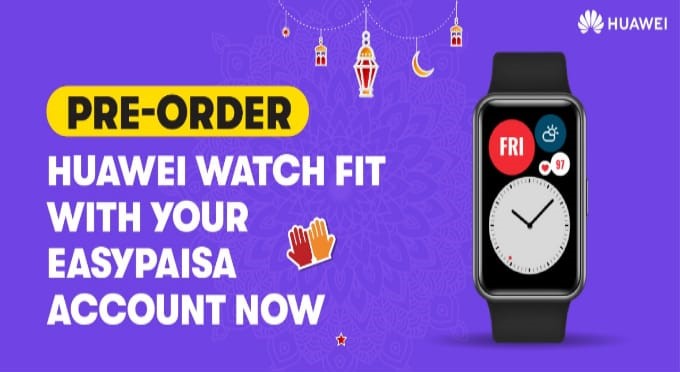 HUAWEI
PRE-ORDER
HUAWEI WATCH FIT
WITH YOUR
EASYPAISA
ACCOUNT NOW
FRI
97